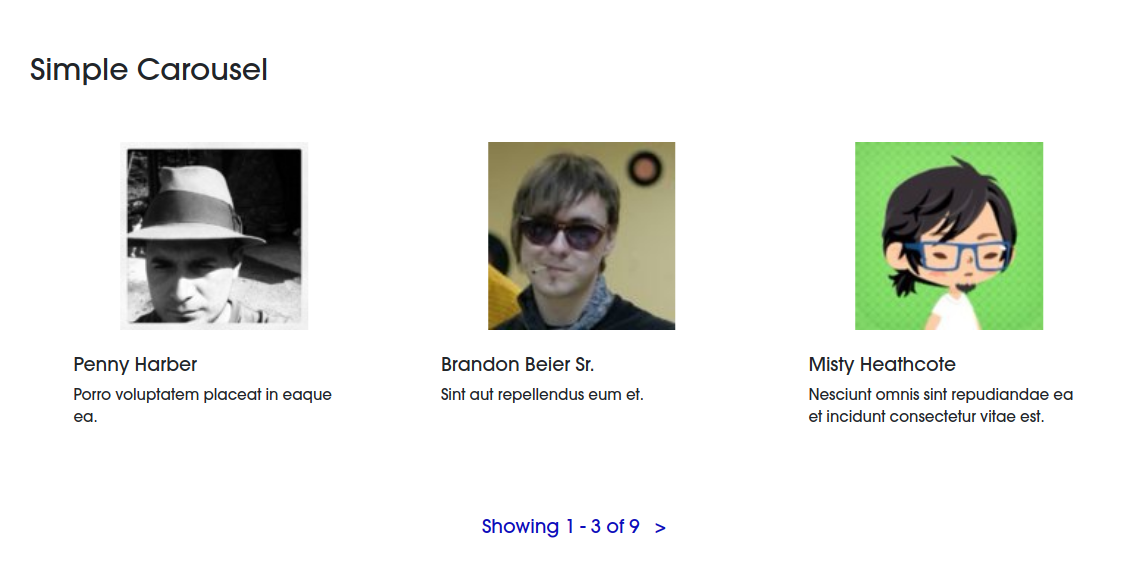 Simple Carousel
Penny Harber
Porro voluptatem placeat in eaque
ea.
Brandon Beier Sr.
Sint aut repellendus eum et.
Misty Heathcote
Nesciunt omnis sint repudiandae ea
et incidunt consectetur vitae est.
Showing 1 - 3 of 9 >